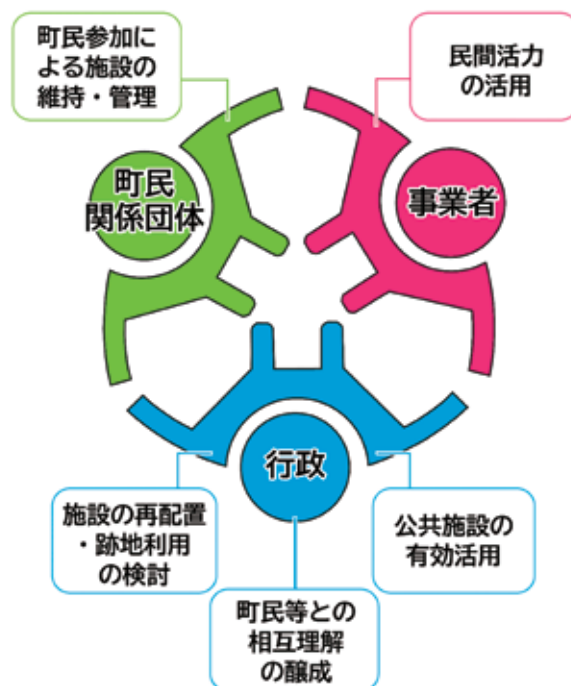 町民参加に
よる施設の
維持・管理
民間活力
の活用
町民
関係団体
事業者
行政
施設の再配置
・跡地利用
の検討
公共施設の
有効活用
町民等との
相互理解
の醸成